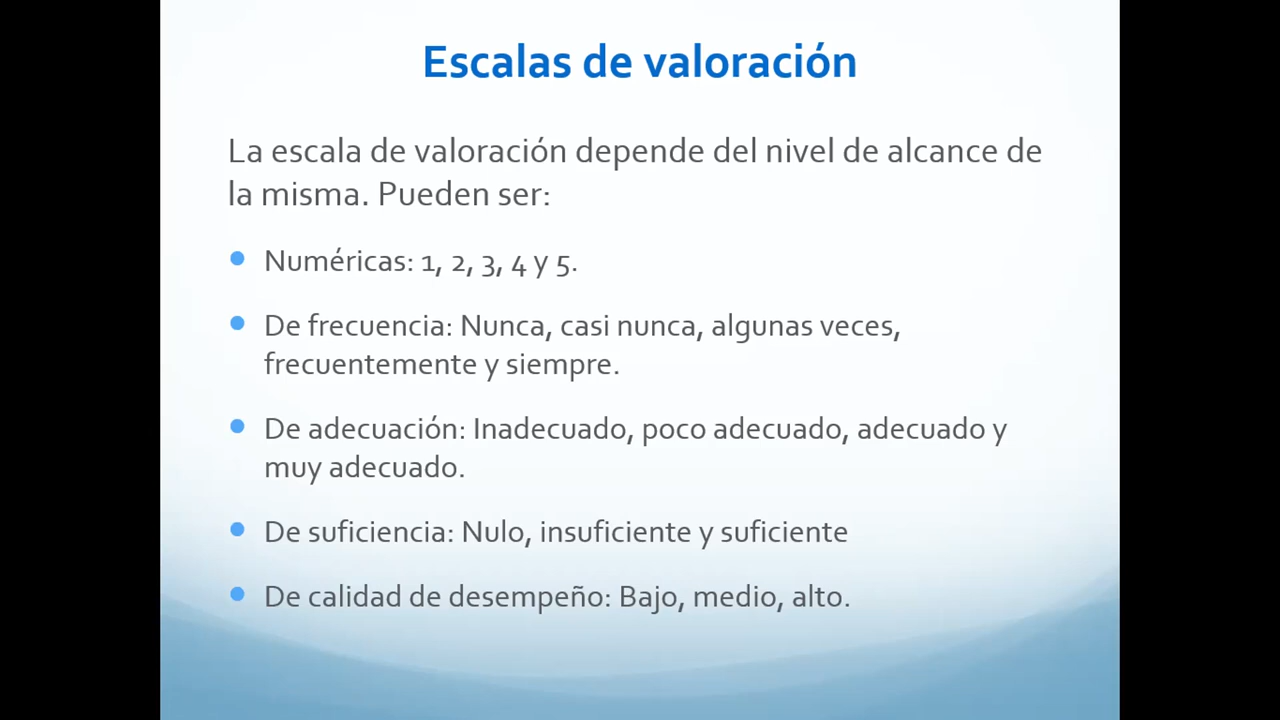 Escalas de valoración
La escala de valoración depende del nivel de alcance de
la misma. Pueden ser:
Numéricas: 1, 2, 3, 4 y 5.
De frecuencia: Nunca, casi nunca, algunas veces,
frecuentemente y siempre.
De adecuación: Inadecuado, poco adecuado, adecuado y
muy adecuado.
De suficiencia: Nulo, insuficiente y suficiente
De calidad de desempeño: Bajo, medio, alto.